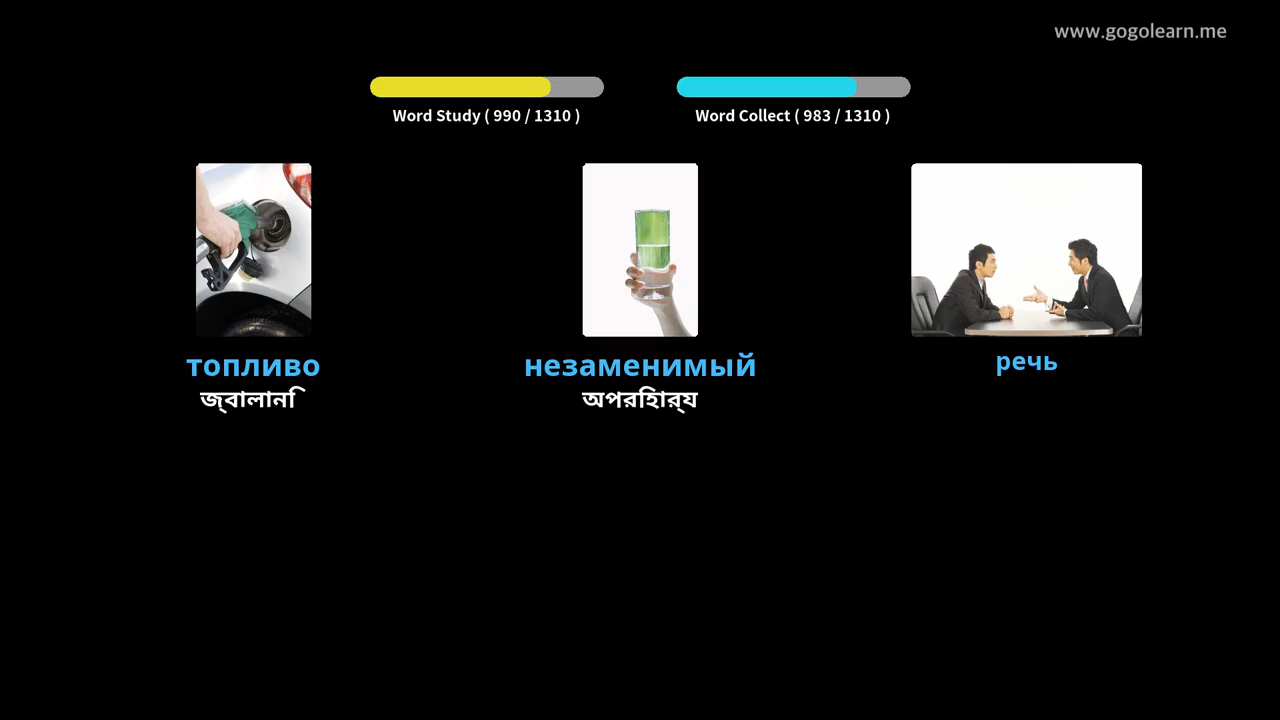 www.gogolearn.me
Word Study ( 990 / 1310 )
Word Collect ( 983 / 1310 )
топливо
জ্বালানি
незаменимый
অপরিহার্য
речь